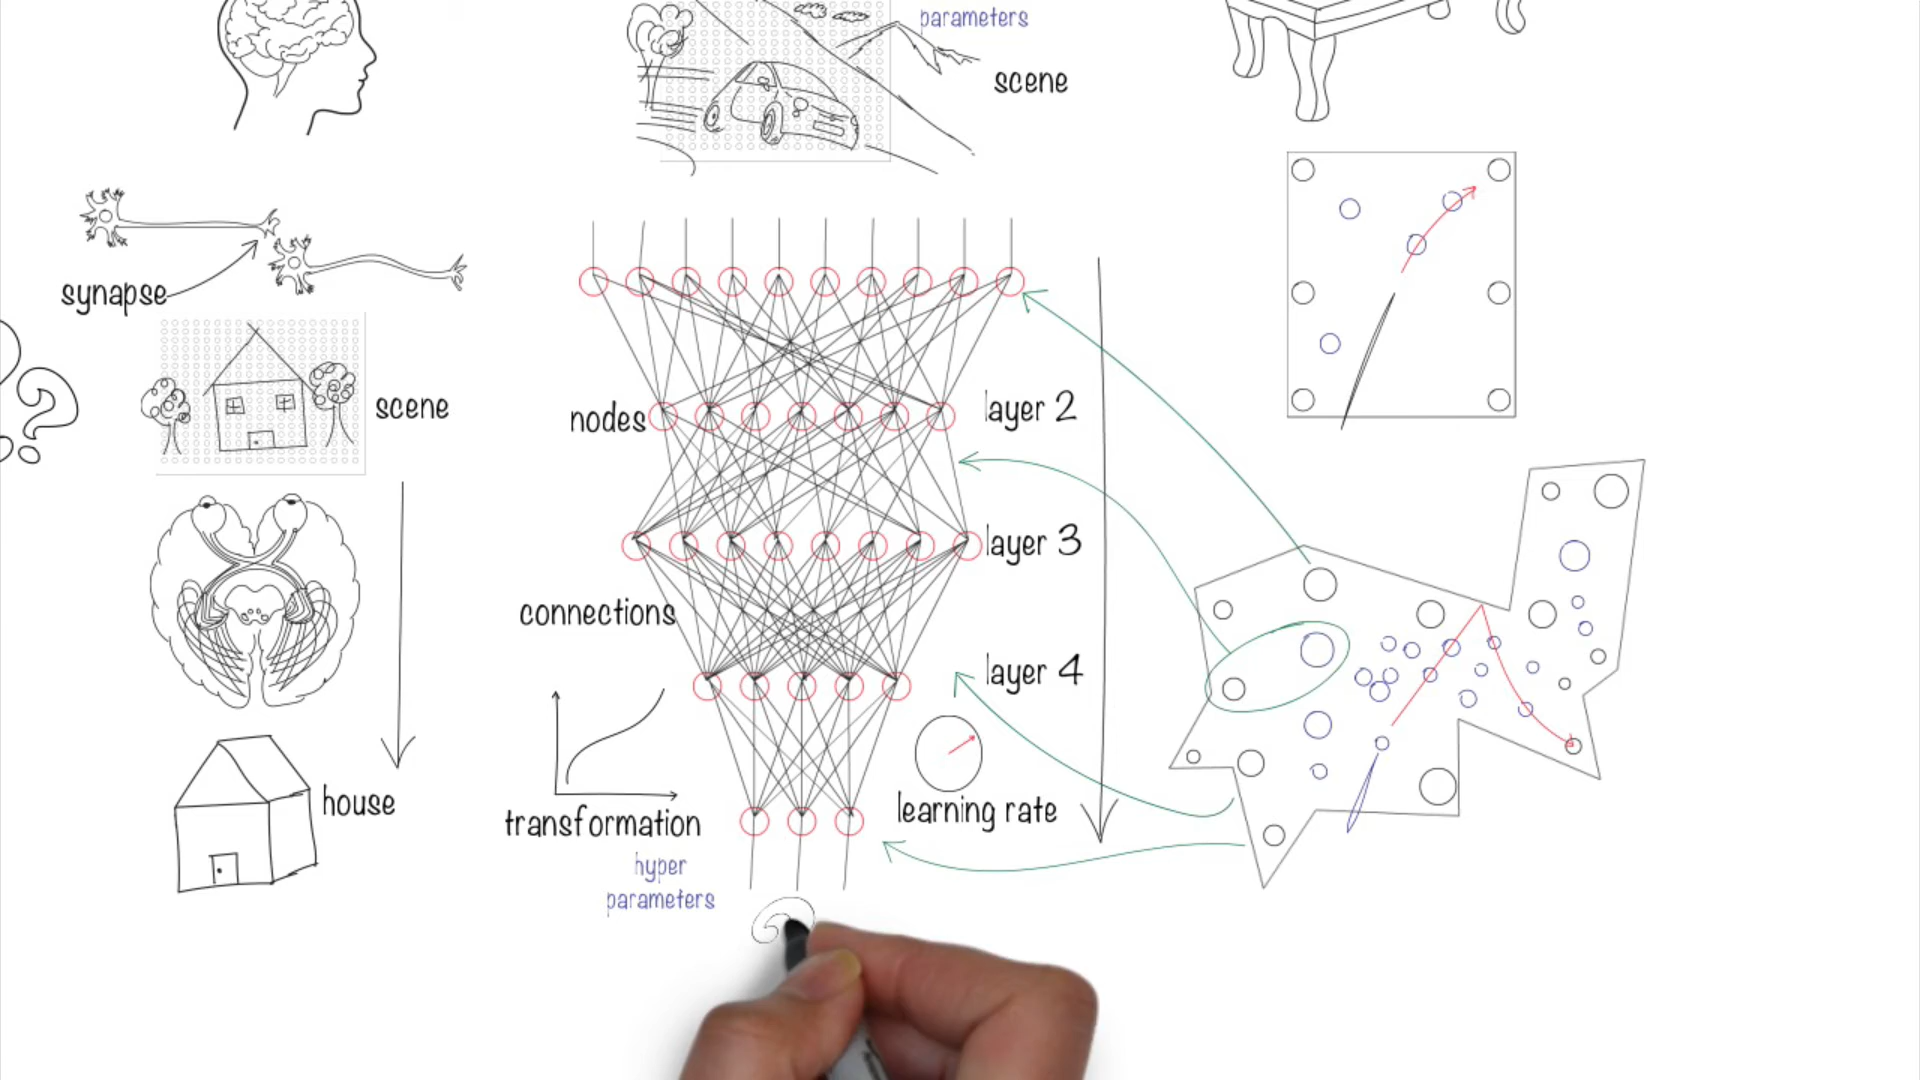 parameters
scene
synapse
scene
nodes
layer 2
layer 3
connections
layer 4
house
transformation
learning rate
hyper
parameters